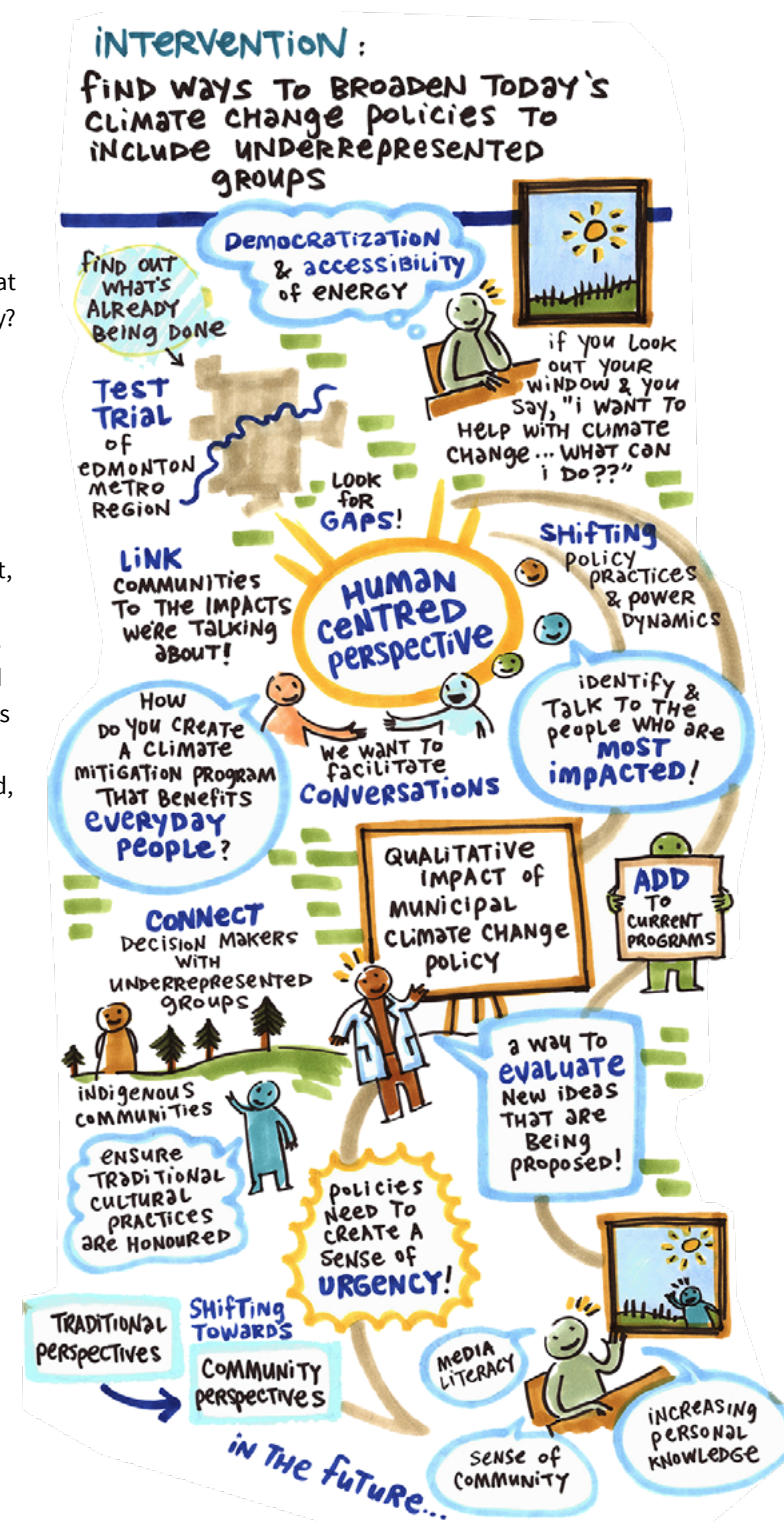 INTERVENTION:
FIND WAYS TO BROADEN TODAY'S
CLIMATE CHANGE POLICIES TO
INCLUDE UNDERREPRESENTED
GROUPS
DEMOCRATIZATION
& ACCESSIBILITY
OF ENERGY
FIND OUT
WHAT'S
ALREADY
BEING DONE
at
y?
IF YOU LOOK
OUT YOUR
WINDOW & YOU
SAY, "I WANT TO
HELP WITH CLIMATE
CHANGE... WHAT CAN
I DO??"
TEST
TRIAL
OF
EDMONTON
METRO
REGION
LOOK
FOR
GAPS!
HUMAN
CENTRED
PERSPECTIVE
SHIFTING
POLICY
PRACTICES
& POWER
DYNAMICS
LINK
COMMUNITIES
TO THE IMPACTS
WE'RE TALKING
ABOUT!
t,
s
d,
IDENTIFY &
TALK TO THE
PEOPLE WHO ARE
MOST
IMPACTED!
HOW
DO YOU CREATE
A CLIMATE
MITIGATION PROGRAM
THAT BENEFITS
EVERYDAY
PEOPLE?
WE WANT TO
FACILITATE
CONVERSATIONS
QUALITATIVE
IMPACT OF
MUNICIPAL
CLIMATE CHANGE
POLICY
ADD
TO
CURRENT
PROGRAMS
CONNECT
DECISION MAKERS
WITH
UNDERREPRESENTED
GROUPS
INDIGENOUS
COMMUNITIES
ENSURE
TRADITIONAL
CULTURAL
PRACTICES
ARE HONOURED
A WAY TO
EVALUATE
NEW IDEAS
THAT ARE
BEING
PROPOSED!
POLICIES
NEED TO
CREATE A
SENSE OF
URGENCY!
TRADITIONAL
PERSPECTIVES
SHIFTING
TOWARDS
COMMUNITY
PERSPECTIVES
MEDIA
LITERACY
SENSE OF
COMMUNITY
INCREASING
PERSONAL
KNOWLEDGE
IN THE FUTURE...